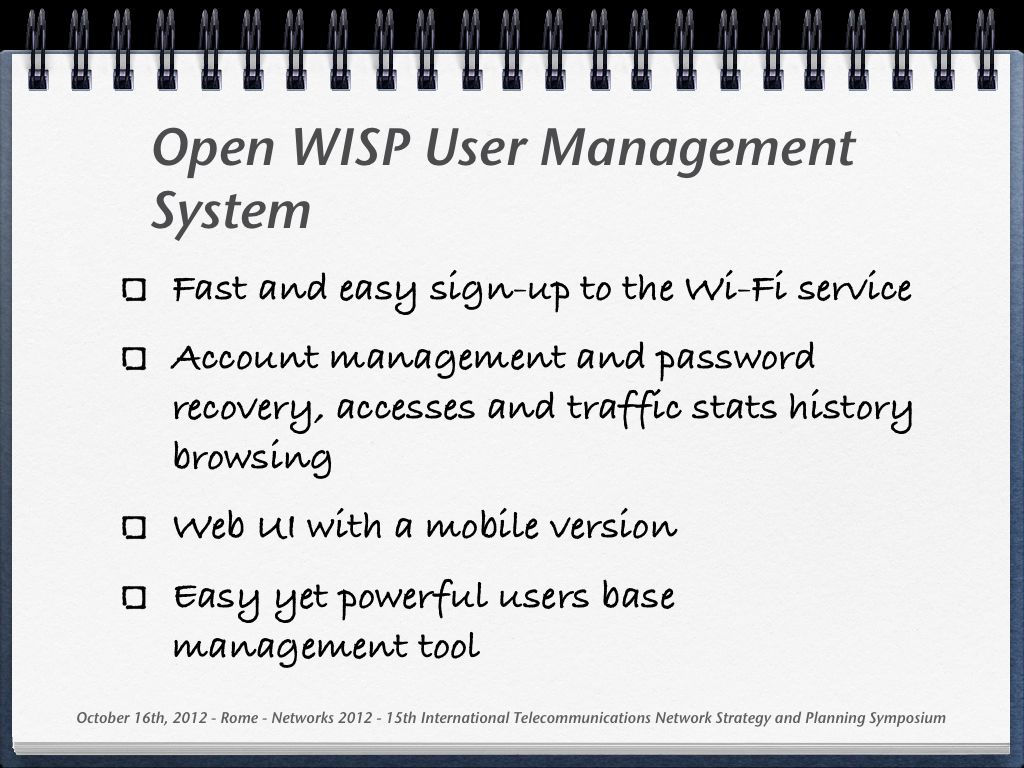 Open WISP User Management
System
Fast and easy sign-up to the Wi-Fi service
Account management and password
recovery, accesses and traffic stats history
browsing
Web UI with a mobile version
Easy yet powerful users base
management tool
October 16th, 2012 - Rome - Networks 2012 - 15th International Telecommunications Network Strategy and Planning Symposium